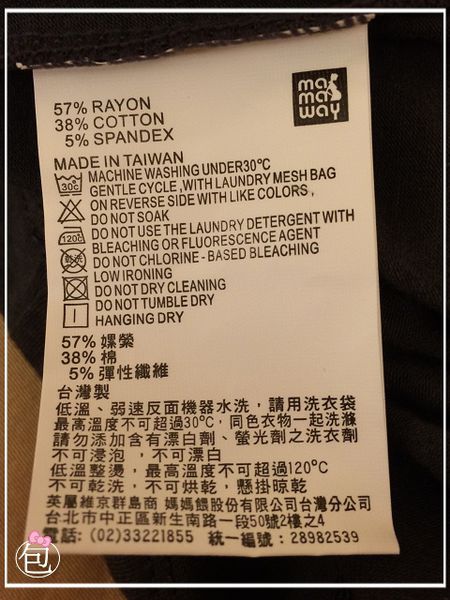 ma
ma
way
57% RAYON
38% COTTON
5% SPANDEX
MADE IN TAIWAN
MACHINE WASHING UNDER30°C
30C
GENTLE CYCLE ,WITH LAUNDRY MESH BAG
ON REVERSE SIDE WITH LIKE COLORS ,
DO NOT SOAK
DO NOT USE THE LAUNDRY DETERGENT WITH
120C
BLEACHING OR FLUORESCENCE AGENT
DO NOT CHLORINE - BASED BLEACHING
乾洗
LOW IRONING
DO NOT DRY CLEANING
DO NOT TUMBLE DRY
HANGING DRY
57% 嫘縈
38% 棉
5% 彈性纖維
台灣製
低溫、弱速反面機器水洗，請用洗衣袋
最高溫度不可超過30°C，同色衣物一起洗滌
請勿添加含有漂白劑、螢光劑之洗衣劑
不可浸泡 ，不可漂白
低溫整燙，最高溫度不可超過120°C
不可乾洗，不可烘乾，懸掛晾乾
英屬維京群島商 媽媽餵股份有限公司台灣分公司
台北市中正區新生南路一段50號2樓之4
電話: (02)33221855 統一編號：28982539
包